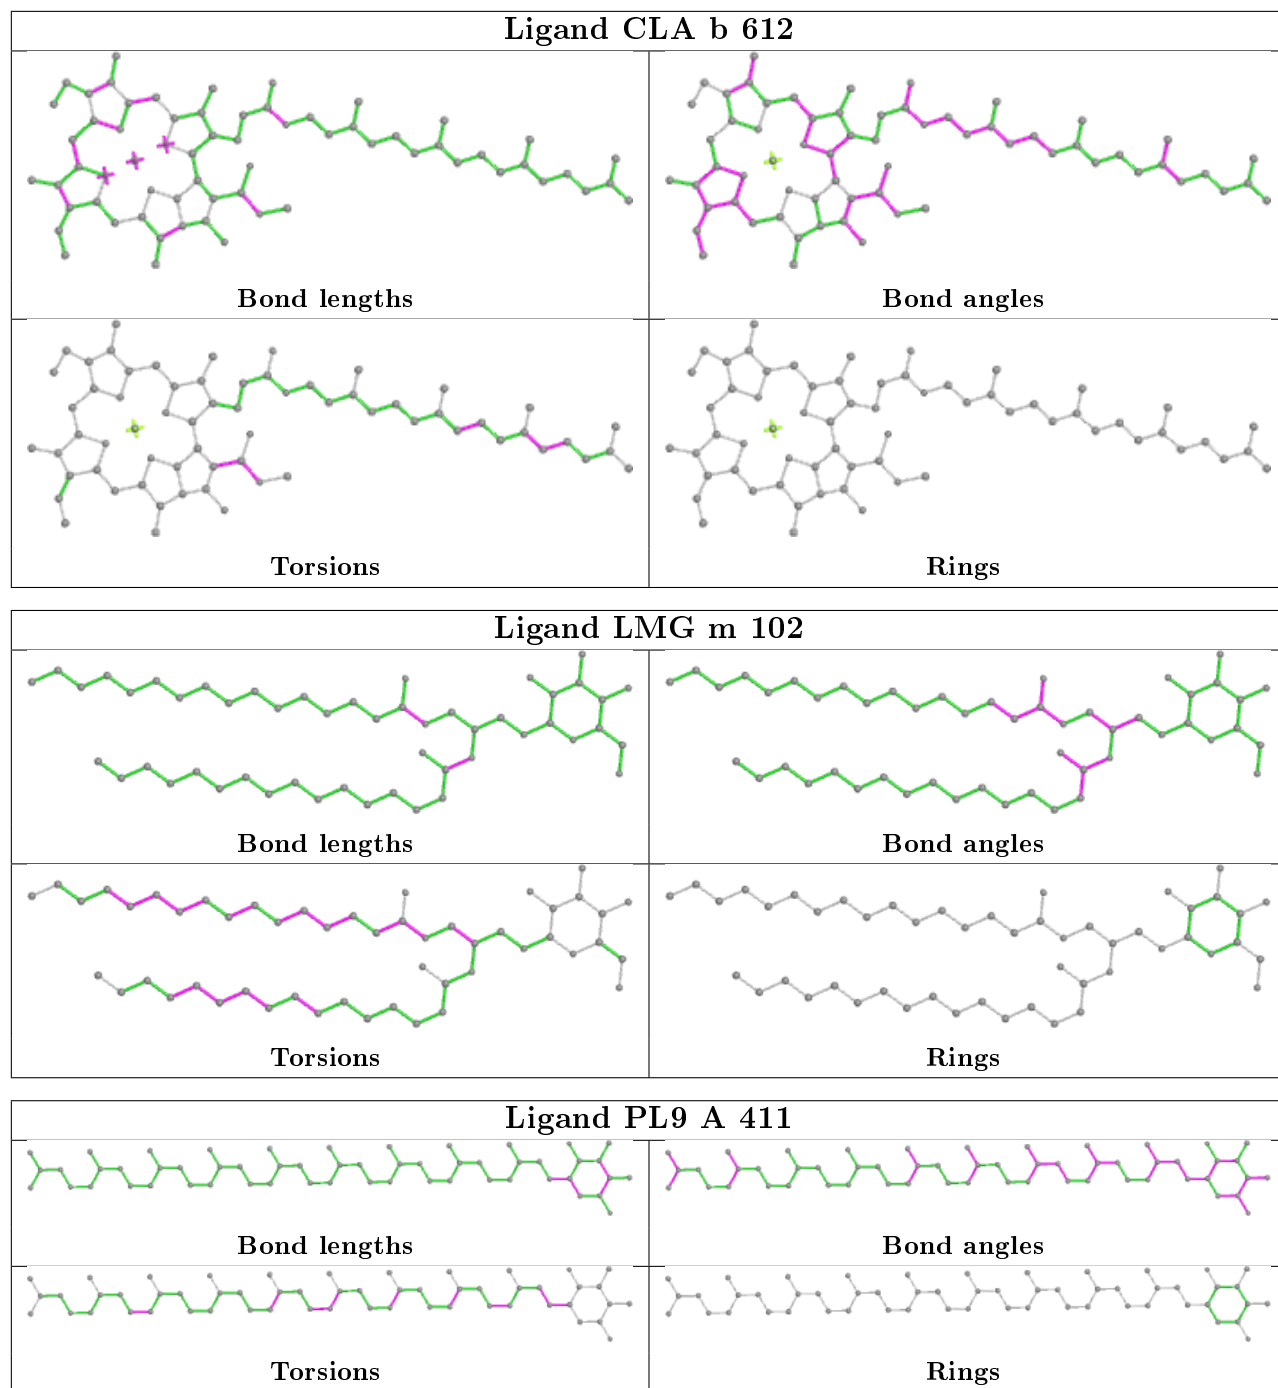 Ligand CLA b 612
Bond lengths
Bond angles
Torsions
Rings
Ligand LMG m 102
Bond lengths
Bond angles
Torsions
Rings
Ligand PL9 A 411
Bond lengths
Bond angles
Torsions
Rings